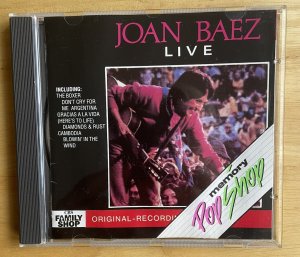 JOAN BAEZ
LIVE
INCLUDING:
THE BOXER
DON'T CRY FOR
ME ARGENTINA
GRACIAS A LA VIDA
(HERE'S TO LIFE)
DIAMONDS & RUST
CAMBODIA
BLOWIN' IN THE
WIND
memory
Pop Shop
CBS
FAMILY
SHOP
ORIGINAL-RECORDI